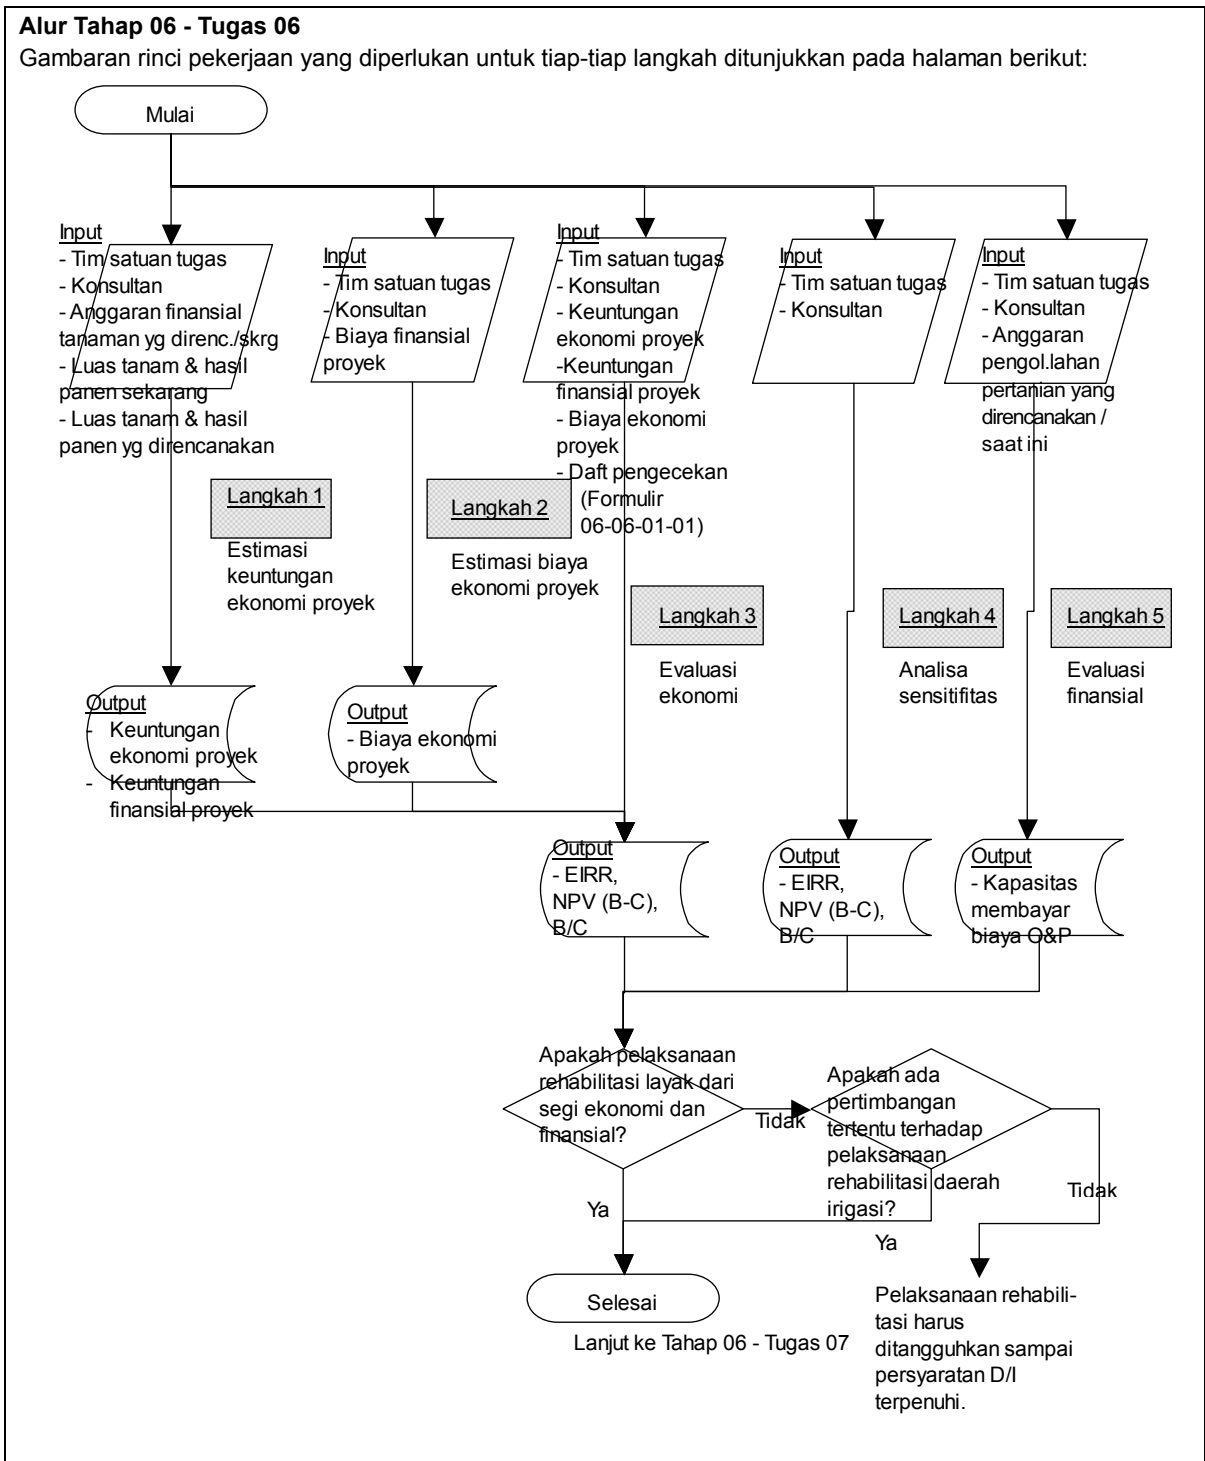 Alur Tahap 06 - Tugas 06
Gambaran rinci pekerjaan yang diperlukan untuk tiap-tiap langkah ditunjukkan pada halaman berikut:
Mulai
Input
- Tim satuan tugas
- Konsultan
- Anggaran finansial
tanaman yg direnc./skrg
- Luas tanam & hasil
panen sekarang
- Luas tanam & hasil
panen yg direncanakan
Input
- Tim satuan tugas
- Konsultan
- Biaya finansial
proyek
Input
- Tim satuan tugas
- Konsultan
- Keuntungan
ekonomi proyek
-Keuntungan
finansial proyek
- Biaya ekonomi
proyek
- Daft pengecekan
(Formulir
06-06-01-01)
Input
- Tim satuan tugas
- Konsultan
Input
- Tim satuan tugas
- Konsultan
- Anggaran
pengol.lahan
pertanian yang
direncanakan /
saat ini
Langkah 1
Estimasi
keuntungan
ekonomi proyek
Langkah 2
Estimasi biaya
ekonomi proyek
Langkah 3
Evaluasi
ekonomi
Langkah 4
Analisa
sensitifitas
Langkah 5
Evaluasi
finansial
Output
- Keuntungan
ekonomi proyek
- Keuntungan
finansial proyek
Output
- Biaya ekonomi
proyek
Output
- EIRR,
NPV (B-C),
B/C
Output
- EIRR,
NPV (B-C),
B/C
Output
- Kapasitas
membayar
biaya O&P
Apakah pelaksanaan
rehabilitasi layak dari
segi ekonomi dan
finansial?
Tidak
Apakah ada
pertimbangan
tertentu terhadap
pelaksanaan
rehabilitasi daerah
irigasi?
Tidak
Ya
Ya
Selesai
Lanjut ke Tahap 06 - Tugas 07
Pelaksanaan rehabili-
tasi harus
ditangguhkan sampai
persyaratan D/I
terpenuhi.